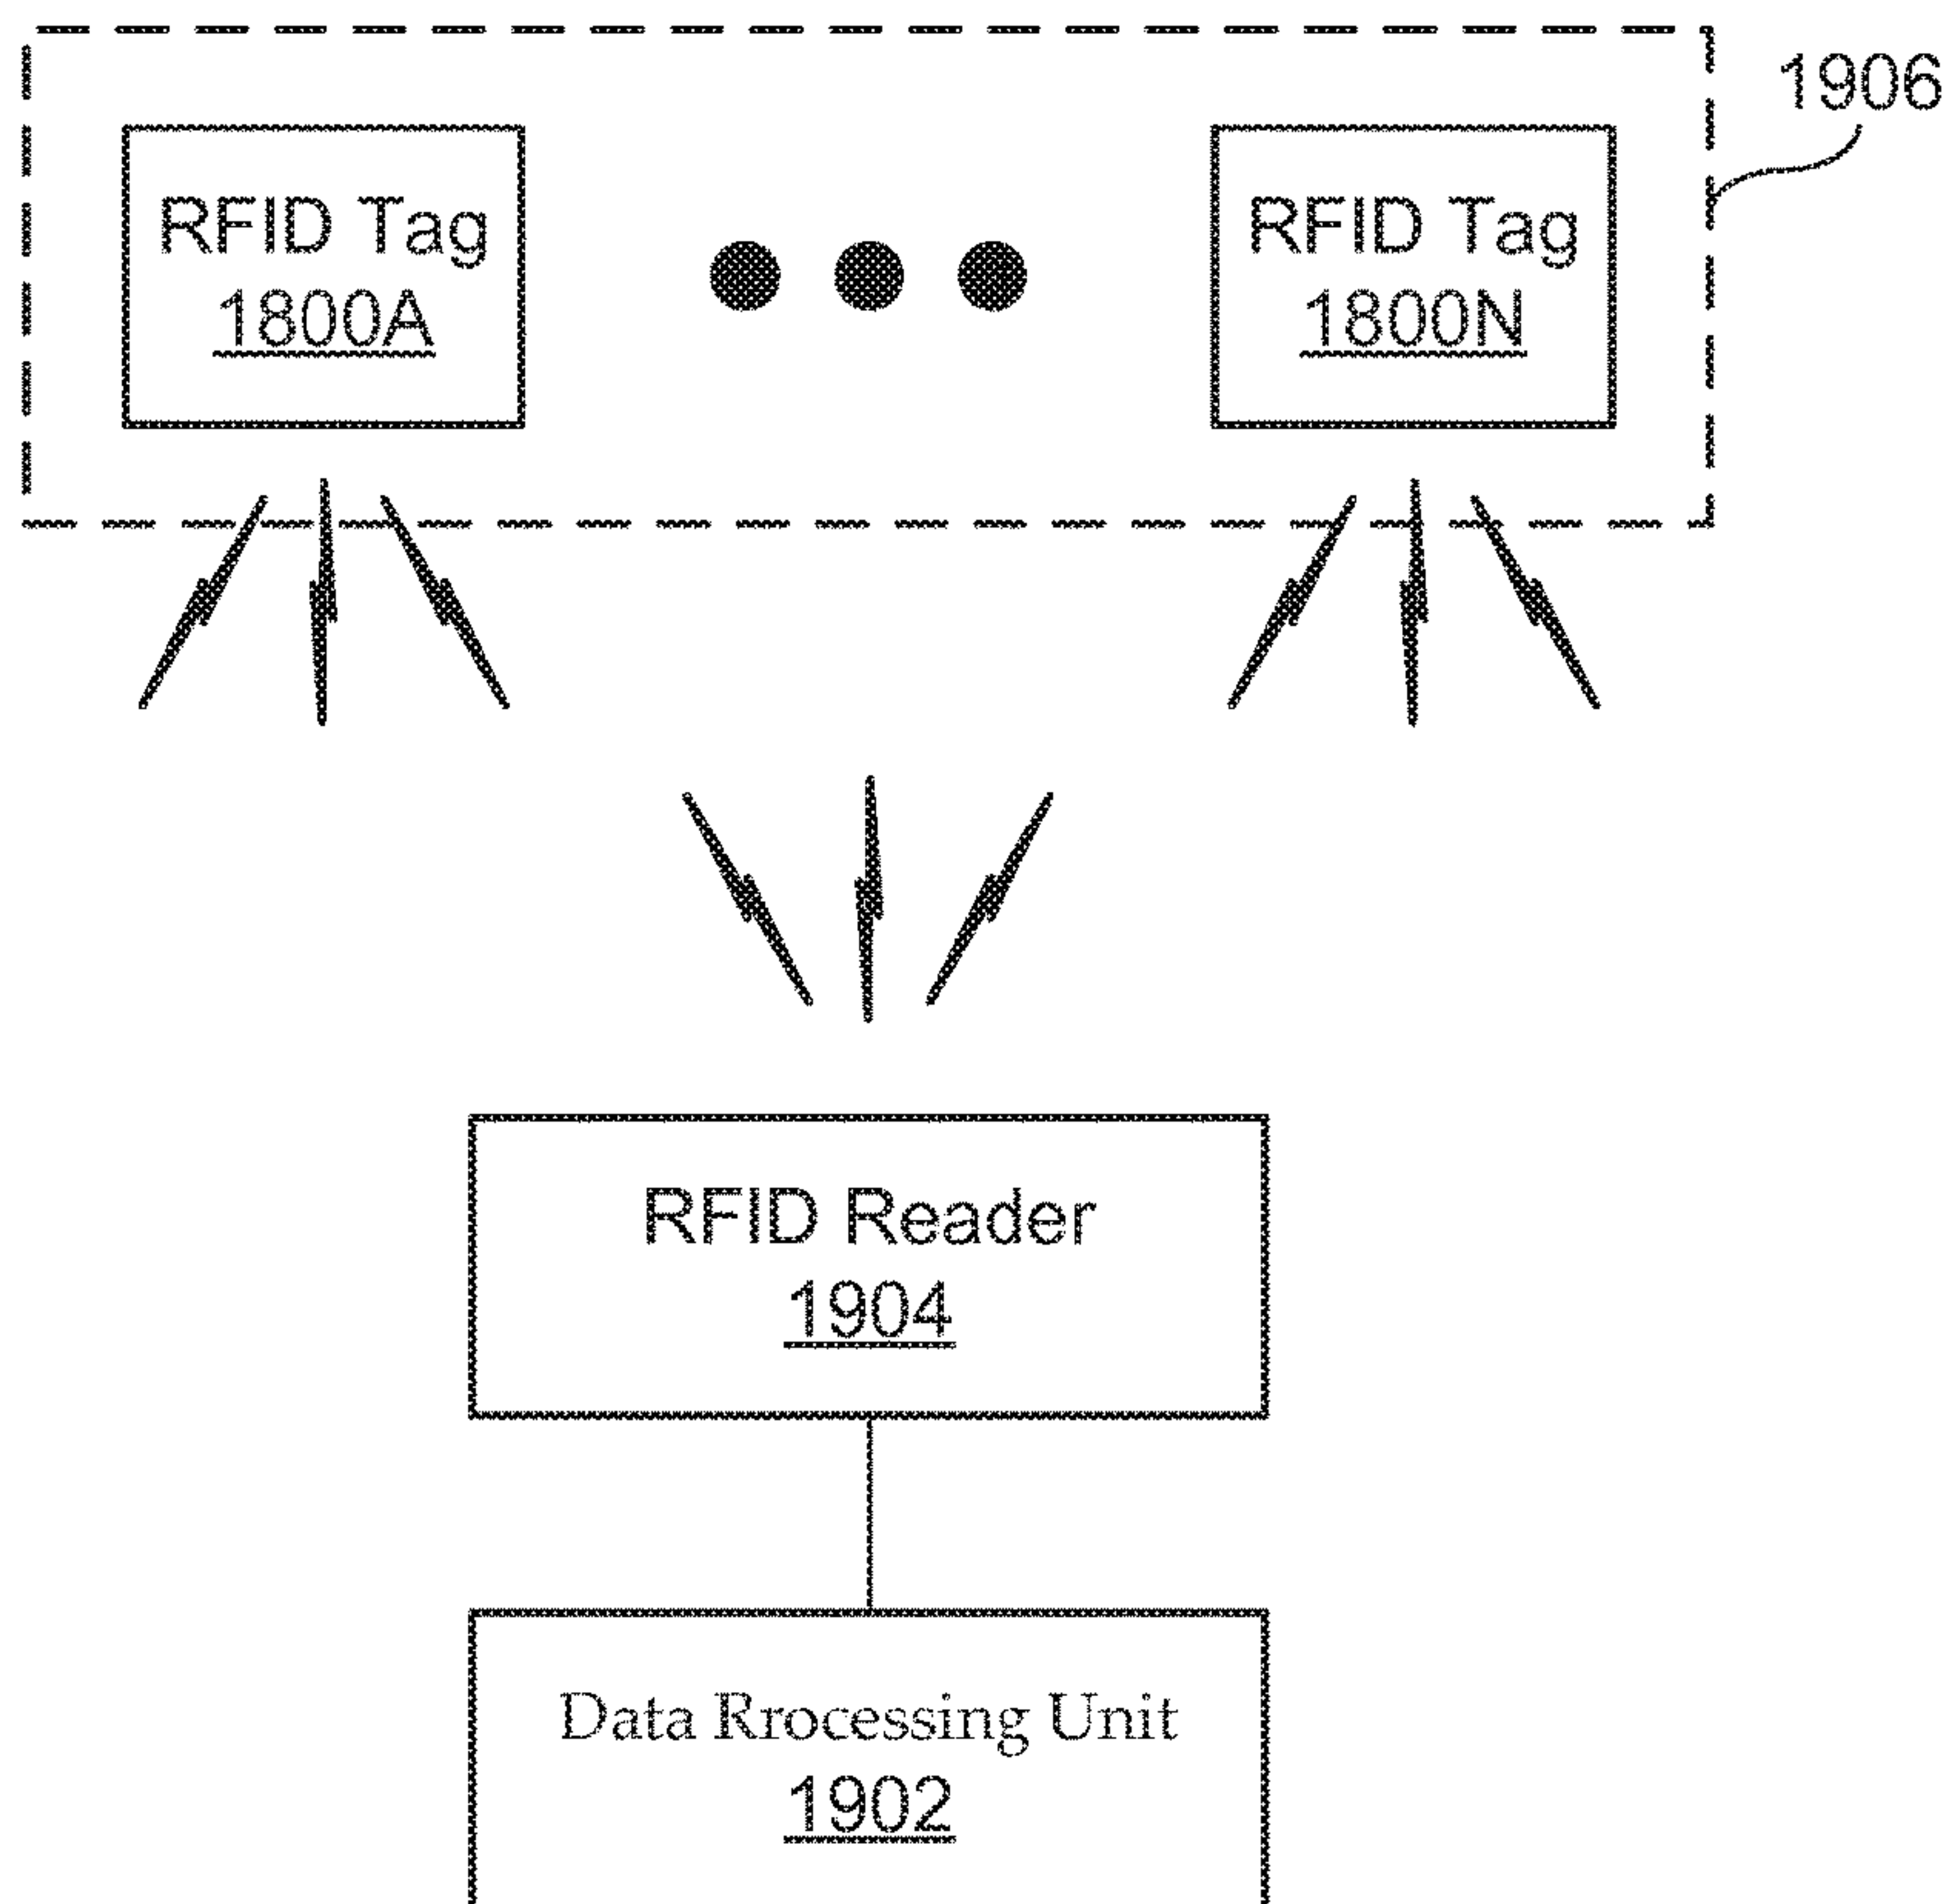 1906
RFID Tag
1800A
RFID Tag
1800N
RFID Reader
1904
Data Rrocessing Unit
1902